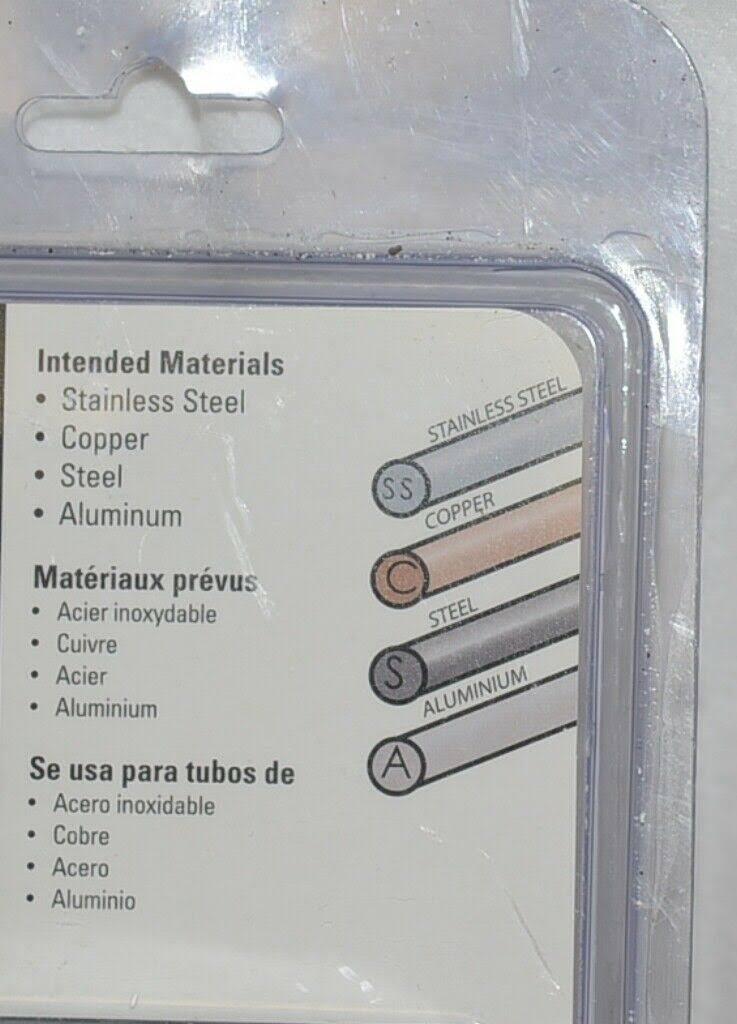 Intended Materials
• Stainless Steel
• Copper
• Steel
• Aluminum
Matériaux prévus
• Acier inoxydable
• Cuivre
• Acier
• Aluminium
Se usa para tubos de
• Acero inoxidable
• Cobre
• Acero
• Aluminio
STAINLESS STEEL
SS
COPPER
C
STEEL
S
ALUMINIUM
A